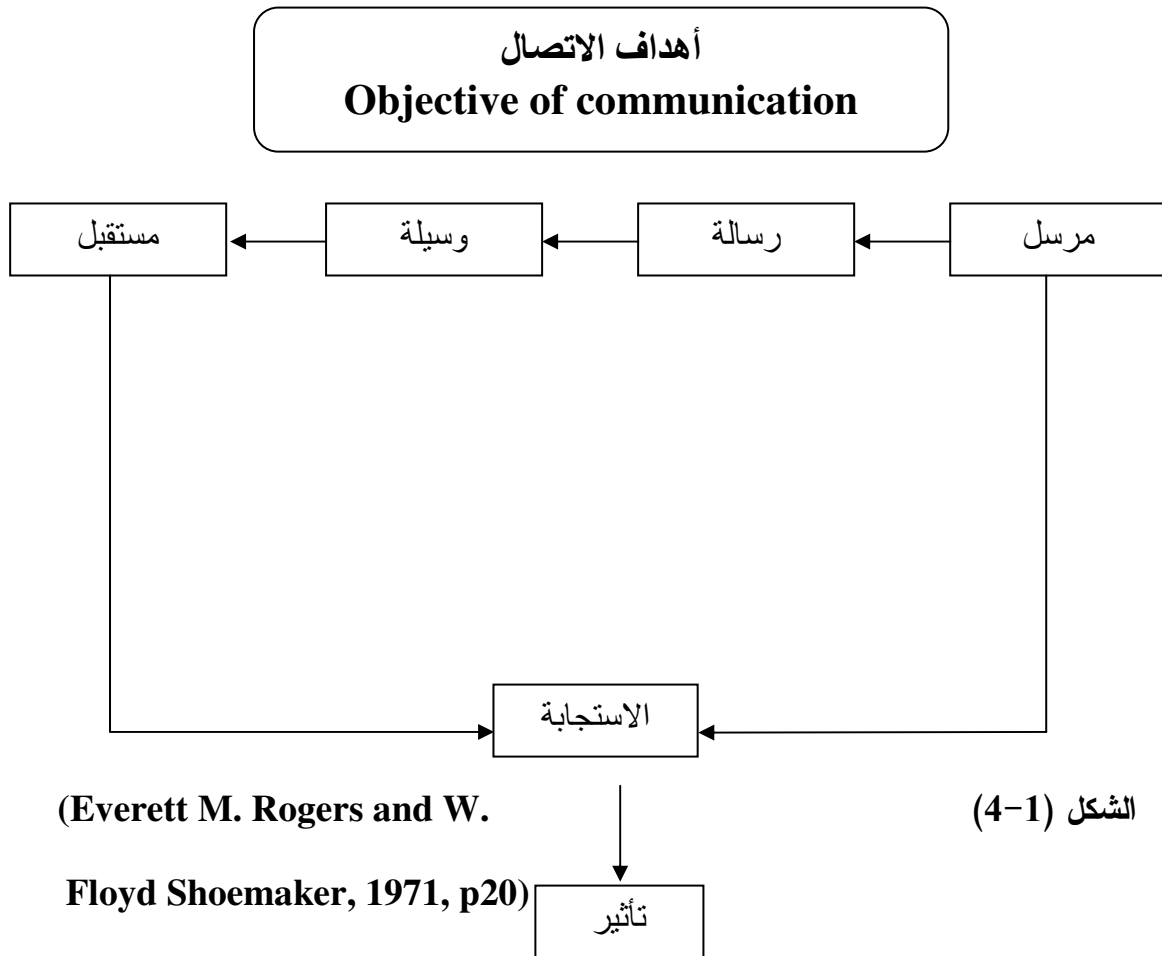 أهداف الاتصال
Objective of communication
مرسل
رسالة
وسيلة
مستقبل
الاستجابة
الشكل (1-4)
(Everett M. Rogers and W.
Floyd Shoemaker, 1971, p20)
تأثير